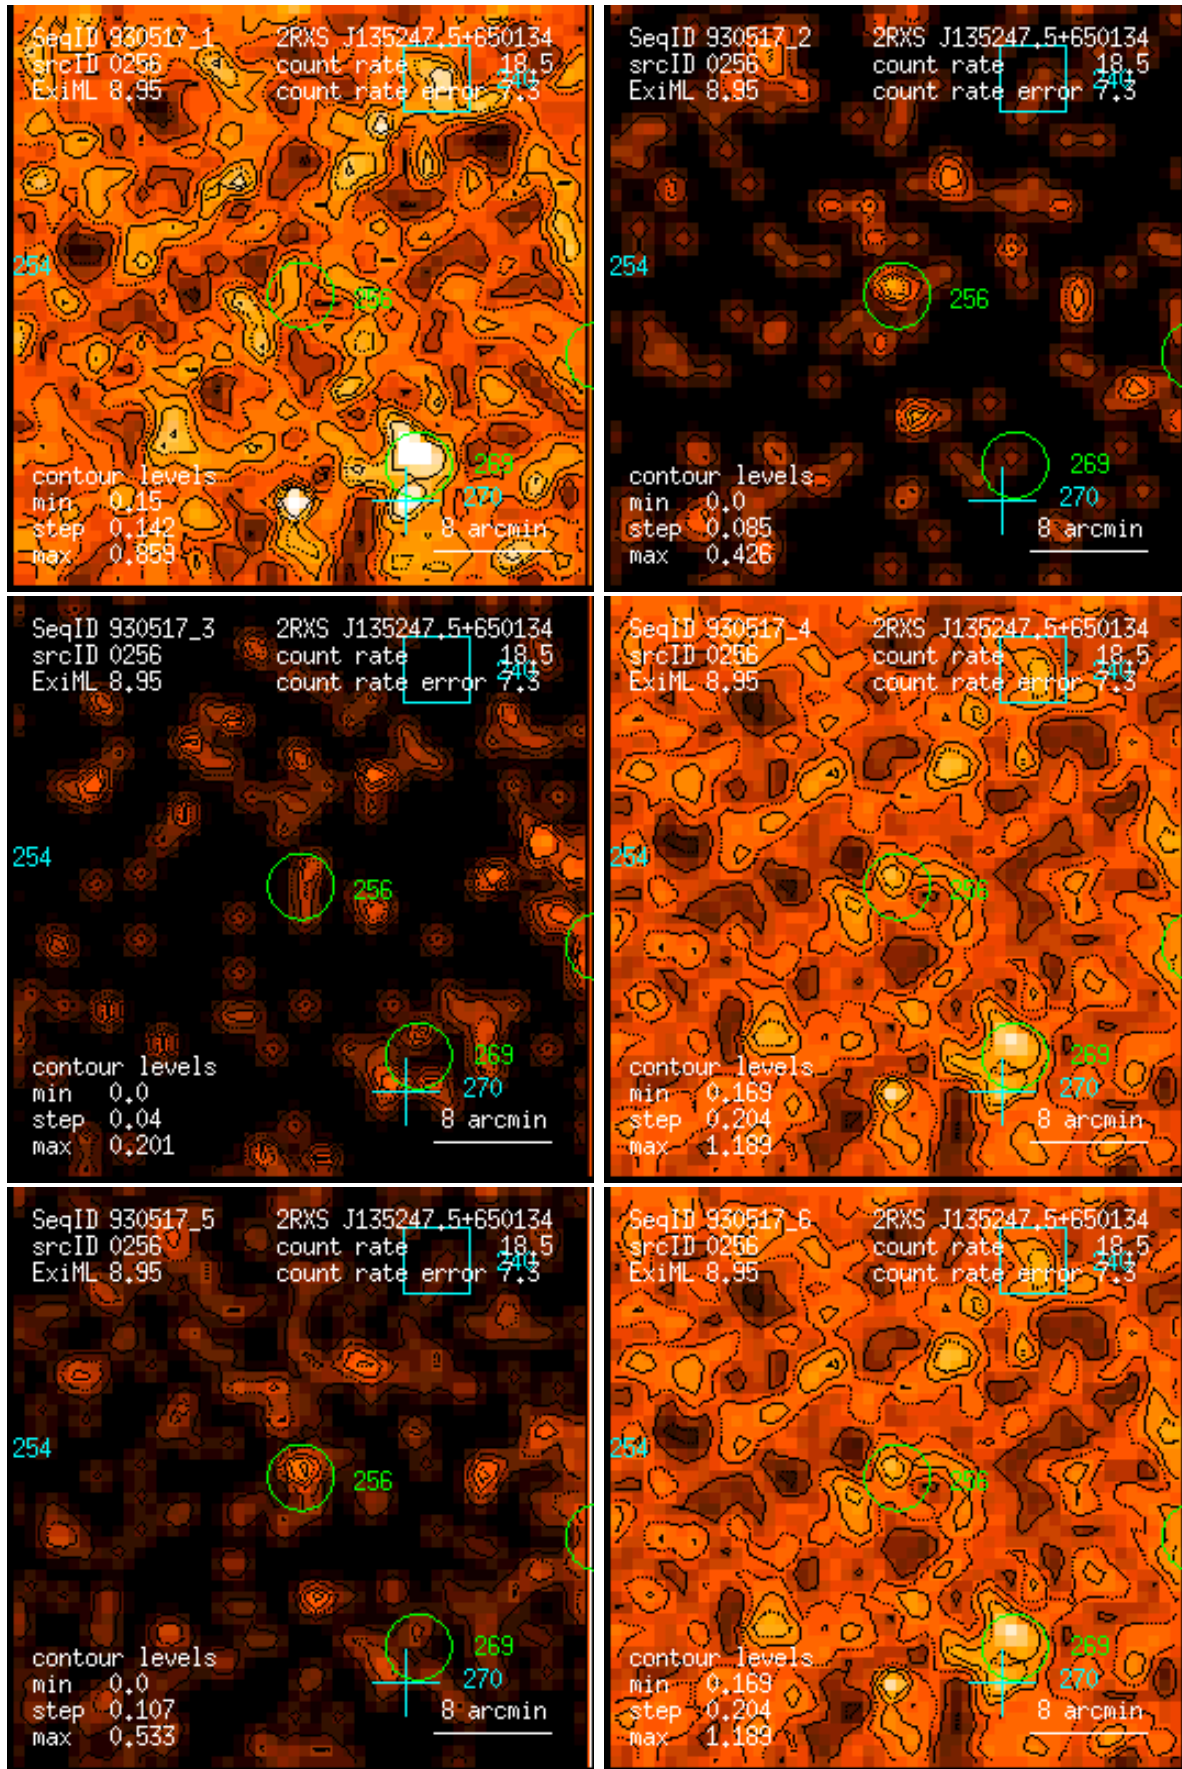 SeqID 930517_1 2RXS J135247.5+650134
srcID 0256 count rate 18.5
240
ExiML 8.95 count rate error 7.3
254
256
269
contour levels
270
min 0.15
step 0.142 8 arcmin
max 0.859
SeqID 930517_2 2RXS J135247.5+650134
srcID 0256 count rate 18.5
240
ExiML 8.95 count rate error 7.3
254
256
269
contour levels
270
min 0.0
step 0.085 8 arcmin
max 0.426
SeqID 930517_3 2RXS J135247.5+650134
srcID 0256 count rate 18.5
240
ExiML 8.95 count rate error 7.3
254
256
269
contour levels
270
min 0.0
step 0.04 8 arcmin
max 0.201
SeqID 930517_4 2RXS J135247.5+650134
srcID 0256 count rate 18.5
240
ExiML 8.95 count rate error 7.3
254
256
269
contour levels
270
min 0.169
step 0.204 8 arcmin
max 1.189
SeqID 930517_5 2RXS J135247.5+650134
srcID 0256 count rate 18.5
240
ExiML 8.95 count rate error 7.3
254
256
269
contour levels
270
min 0.0
step 0.107 8 arcmin
max 0.533
SeqID 930517_6 2RXS J135247.5+650134
srcID 0256 count rate 18.5
240
ExiML 8.95 count rate error 7.3
254
256
269
contour levels
270
min 0.169
step 0.204 8 arcmin
max 1.189